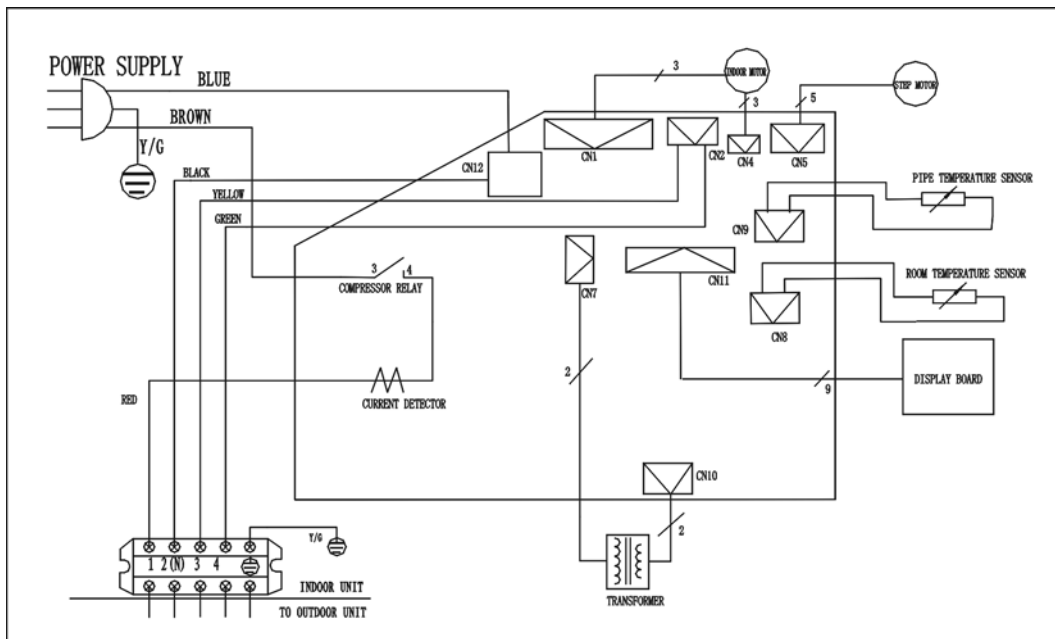 POWER SUPPLY
BLUE
BROWN
Y/G
BLACK
YELLOW
GREEN
RED
3
INDOOR MOTOR
3
STEP MOTOR
5
CN12
CN1
CN2
CN4
CN5
PIPE TEMPERATURE SENSOR
CN9
3 4
COMPRESSOR RELAY
CN7
CN11
ROOM TEMPERATURE SENSOR
CN8
CURRENT DETECTOR
2
9
DISPLAY BOARD
CN10
2
Y/G
1 2(N) 3 4
INDOOR UNIT
TO OUTDOOR UNIT
TRANSFORMER